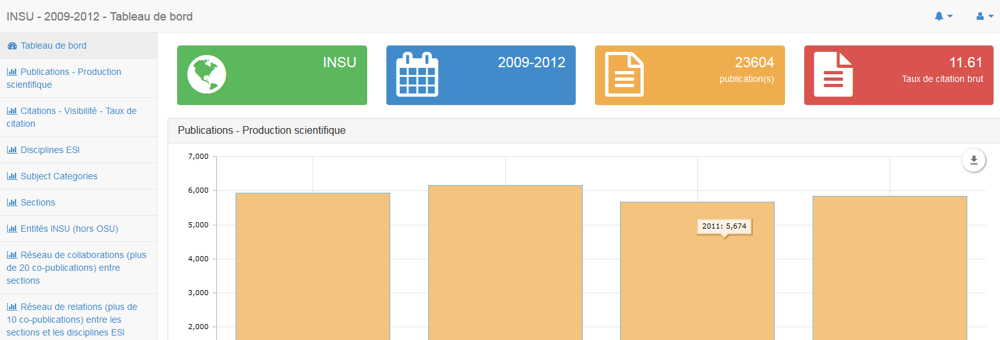 INSU - 2009-2012 - Tableau de bord
Tableau de bord
Publications - Production
scientifique
Citations - Visibilité - Taux de
citation
Disciplines ESI
Subject Categories
Sections
Entités INSU (hors OSU)
Réseau de collaborations (plus
de 20 co-publications) entre
sections
Réseau de relations (plus de
10 co-publications) entre les
sections et les disciplines ESI
INSU
2009-2012
23604
publication(s)
11.61
Taux de citation brut
Publications - Production scientifique
7,000
6,000
5,000
4,000
3,000
2,000
2011: 5,674